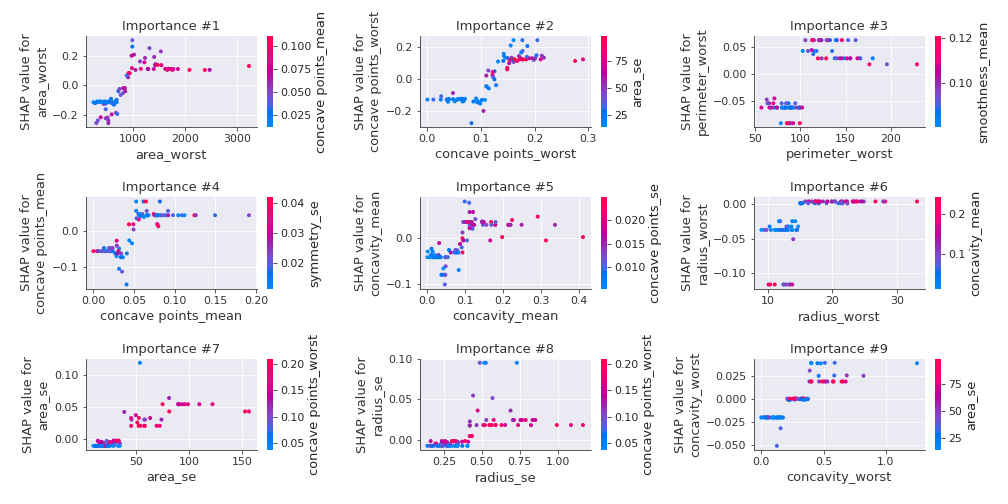 Importance #1
SHAP value for
area_worst
0.2
0.0
−0.2
1000
2000
3000
area_worst
0.100
0.075
0.050
0.025
concave points_mean
Importance #2
SHAP value for
concave points_worst
0.2
0.0
−0.2
0.0
0.1
0.2
0.3
concave points_worst
75
50
25
area_se
Importance #3
SHAP value for
perimeter_worst
0.05
0.00
−0.05
50
100
150
200
perimeter_worst
0.12
0.10
smoothness_mean
Importance #4
SHAP value for
concave points_mean
0.0
−0.1
0.00
0.05
0.10
0.15
0.20
concave points_mean
0.04
0.03
0.02
symmetry_se
Importance #5
SHAP value for
concavity_mean
0.0
−0.1
0.0
0.1
0.2
0.3
0.4
concavity_mean
0.020
0.015
0.010
concave points_se
Importance #6
SHAP value for
radius_worst
0.00
−0.05
−0.10
10
20
30
radius_worst
0.2
0.1
concavity_mean
Importance #7
SHAP value for
area_se
0.10
0.05
0.00
50
100
150
area_se
0.20
0.15
0.10
0.05
concave points_worst
Importance #8
SHAP value for
radius_se
0.10
0.05
0.00
0.25
0.50
0.75
1.00
radius_se
0.20
0.15
0.10
0.05
concave points_worst
Importance #9
SHAP value for
concavity_worst
0.025
0.000
−0.025
−0.050
0.0
0.5
1.0
concavity_worst
75
50
25
area_se